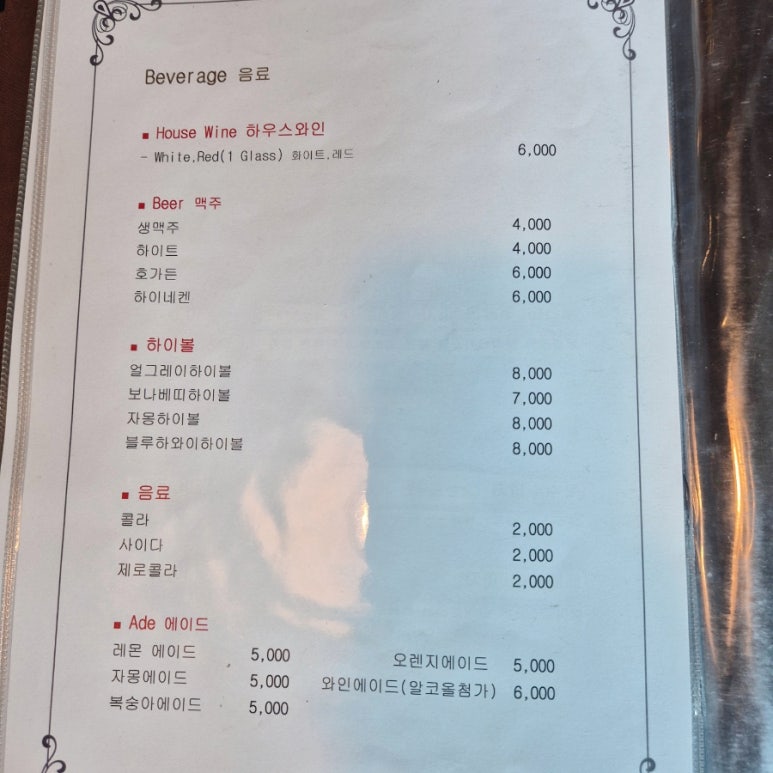 Beverage 음료
■ House Wine 하우스와인
- White,Red(1 Glass) 화이트,레드 6,000
■ Beer 맥주
생맥주 4,000
하이트 4,000
호가든 6,000
하이네켄 6,000
■ 하이볼
얼그레이하이볼 8,000
보나베띠하이볼 7,000
자몽하이볼 8,000
블루하와이하이볼 8,000
■ 음료
콜라 2,000
사이다 2,000
제로콜라 2,000
■ Ade 에이드
레몬 에이드 5,000 오렌지에이드 5,000
자몽에이드 5,000 와인에이드(알코올첨가) 6,000
복숭아에이드 5,000